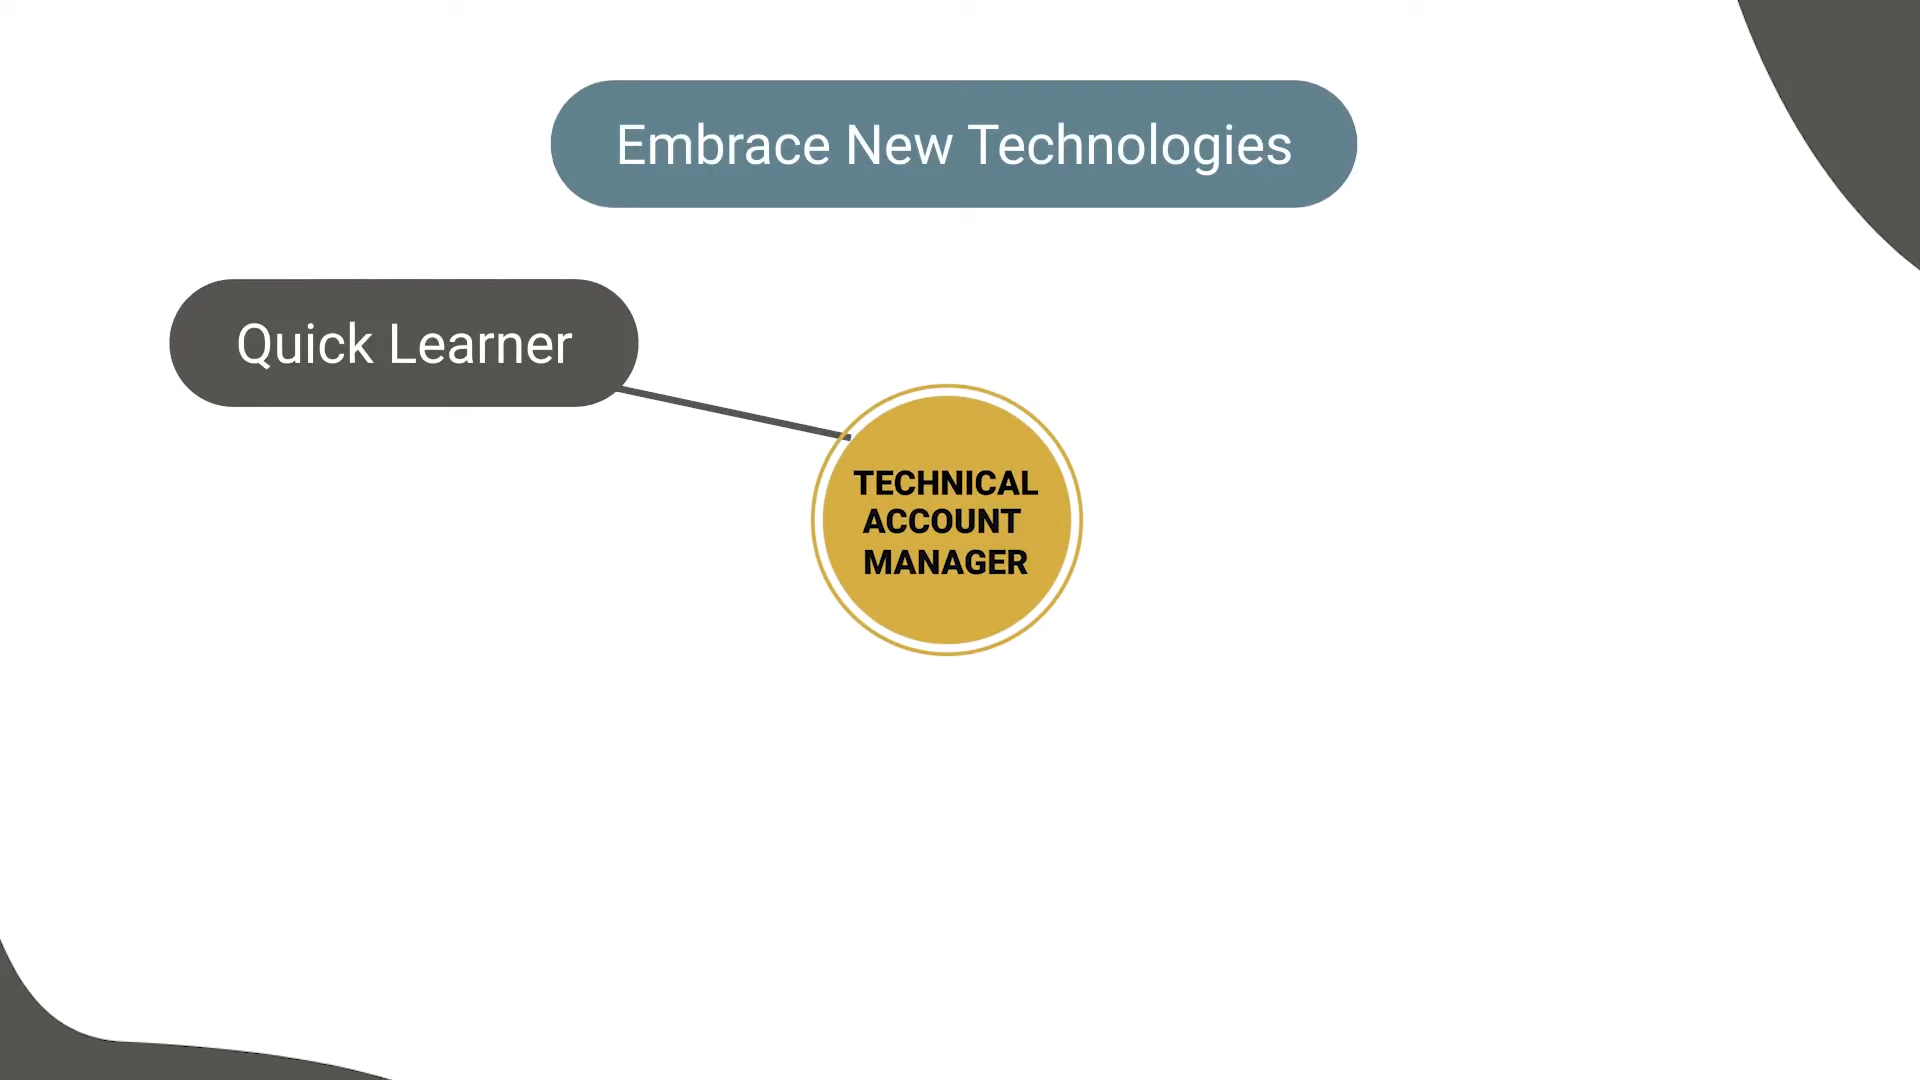 Embrace New Technologies
Quick Learner
TECHNICAL
ACCOUNT
MANAGER